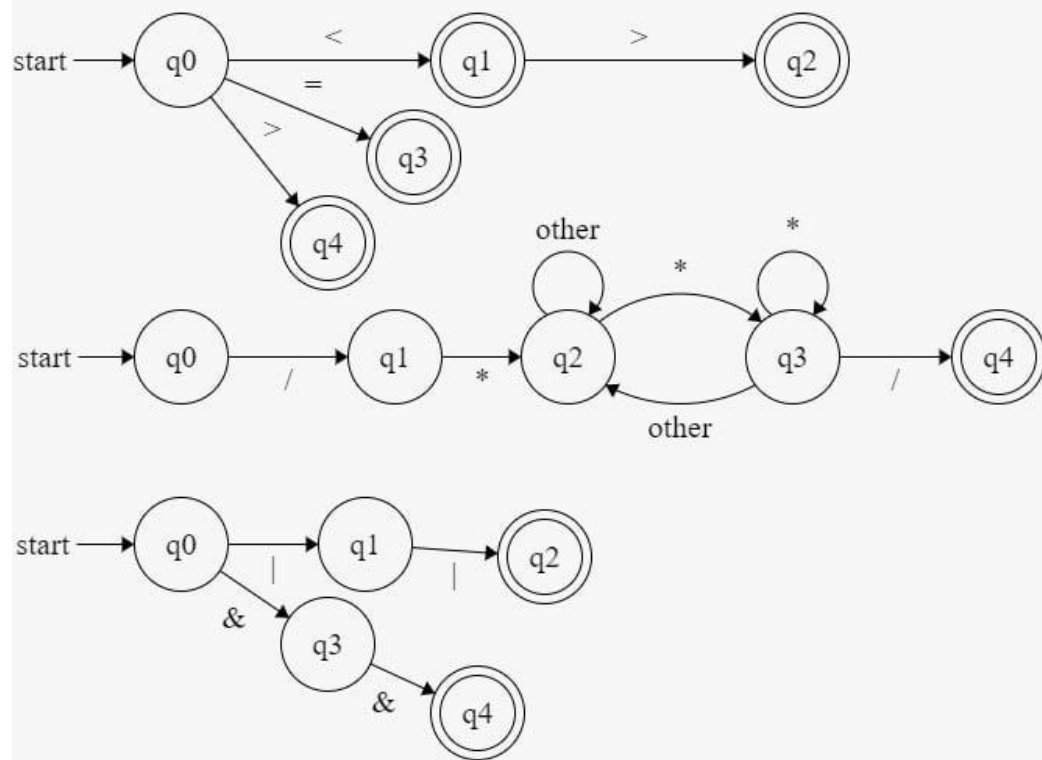 start q0 < q1 > q2
=
> q3
q4
other * *
start q0 / q1 * q2 q3 / q4
other
start q0 | q1 | q2
& q3
& q4